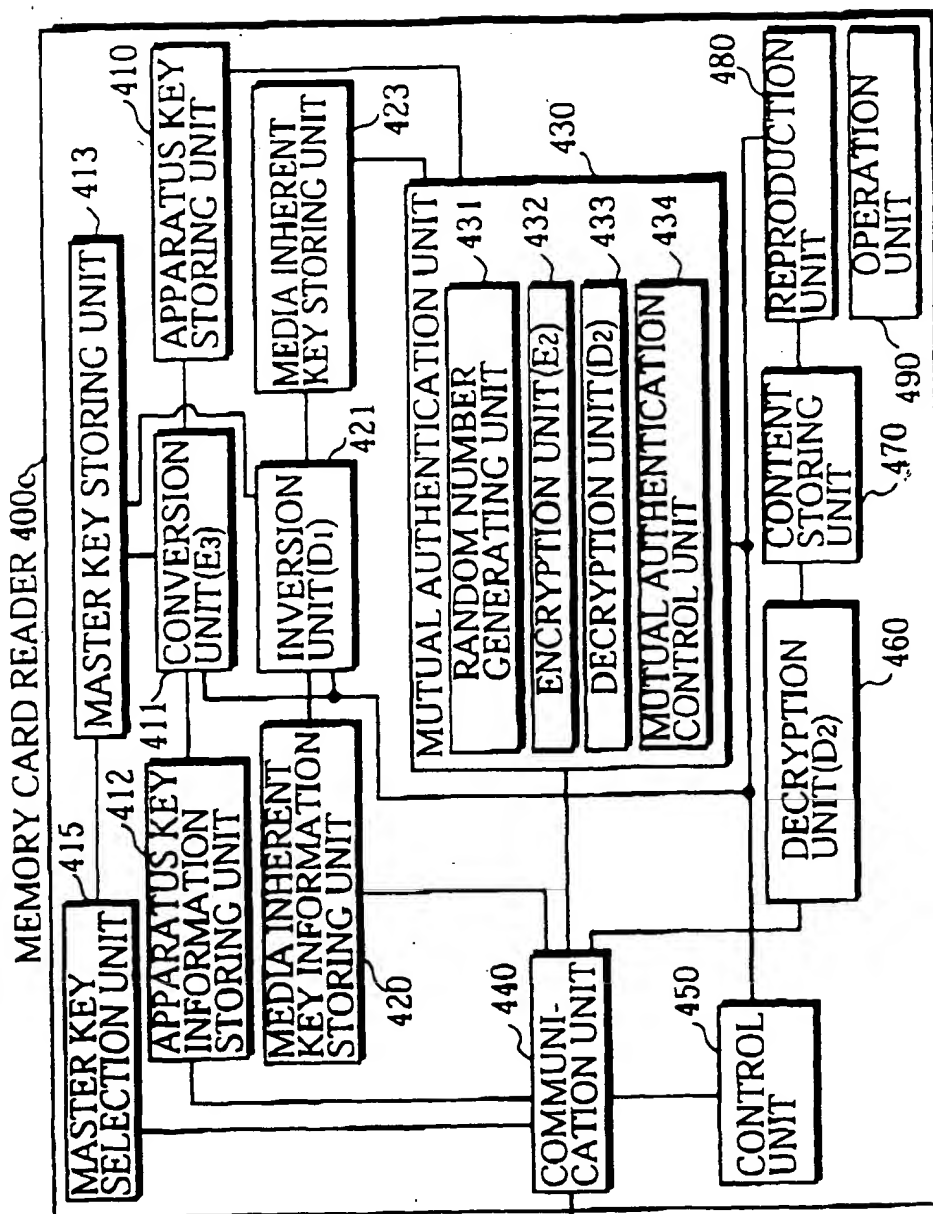 MEMORY CARD READER 400c
MASTER KEY
SELECTION UNIT
415
MASTER KEY STORING UNIT
413
APPARATUS KEY
INFORMATION
STORING UNIT
412
CONVERSION
UNIT(E3)
411
APPARATUS KEY
STORING UNIT
410
MEDIA INHERENT
KEY INFORMATION
STORING UNIT
420
INVERSION
UNIT(D1)
421
MEDIA INHERENT
KEY STORING UNIT
423
MUTUAL AUTHENTICATION UNIT
430
RANDOM NUMBER
GENERATING UNIT
431
ENCRYPTION UNIT(E2)
432
DECRYPTION UNIT(D2)
433
MUTUAL AUTHENTICATION
CONTROL UNIT
434
COMMUNI-
CATION UNIT
440
CONTROL
UNIT
450
DECRYPTION
UNIT(D2)
460
CONTENT
STORING
UNIT
470
REPRODUCTION
UNIT
480
OPERATION
UNIT
490